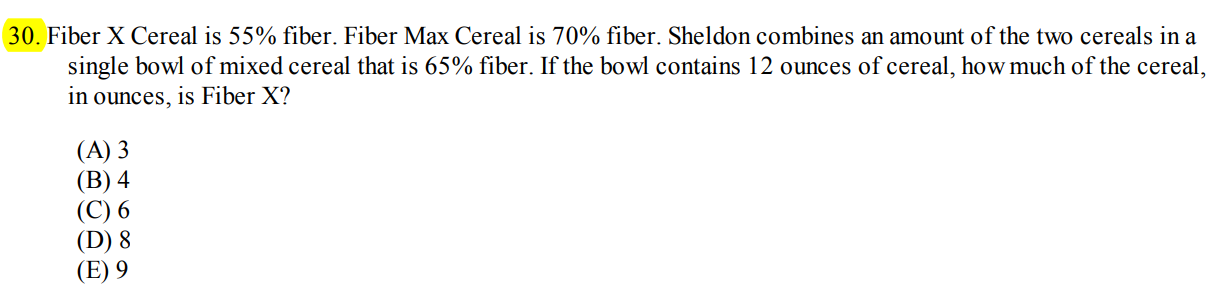 30. Fiber X Cereal is 55% fiber. Fiber Max Cereal is 70% fiber. Sheldon combines an amount of the two cereals in a
single bowl of mixed cereal that is 65% fiber. If the bowl contains 12 ounces of cereal, how much of the cereal,
in ounces, is Fiber X?
(A) 3
(B) 4
(C) 6
(D) 8
(E) 9